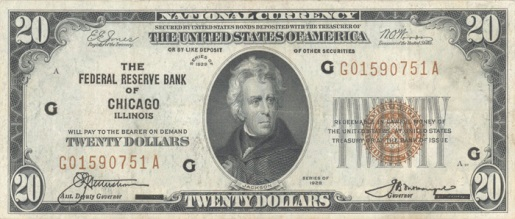 20 NATIONAL CURRENCY 20
SECURED BY UNITED STATES BONDS DEPOSITED WITH THE TREASURER OF
THE UNITED STATES OF AMERICA
OR BY LIKE DEPOSIT OF OTHER SECURITIES
SERIES OF 1929
A
THE
FEDERAL RESERVE BANK
OF
CHICAGO
ILLINOIS
G
G G01590751A
WILL PAY TO THE BEARER ON DEMAND
TWENTY DOLLARS
G01590751A
G
TWENTY
REDEEMABLE IN LAWFUL MONEY OF
THE UNITED STATES AT UNITED STATES
TREASURY OR AT THE BANK OF ISSUE
JACKSON
SERIES OF 1929
Deputy Governor
Governor
20 TWENTY DOLLARS 20